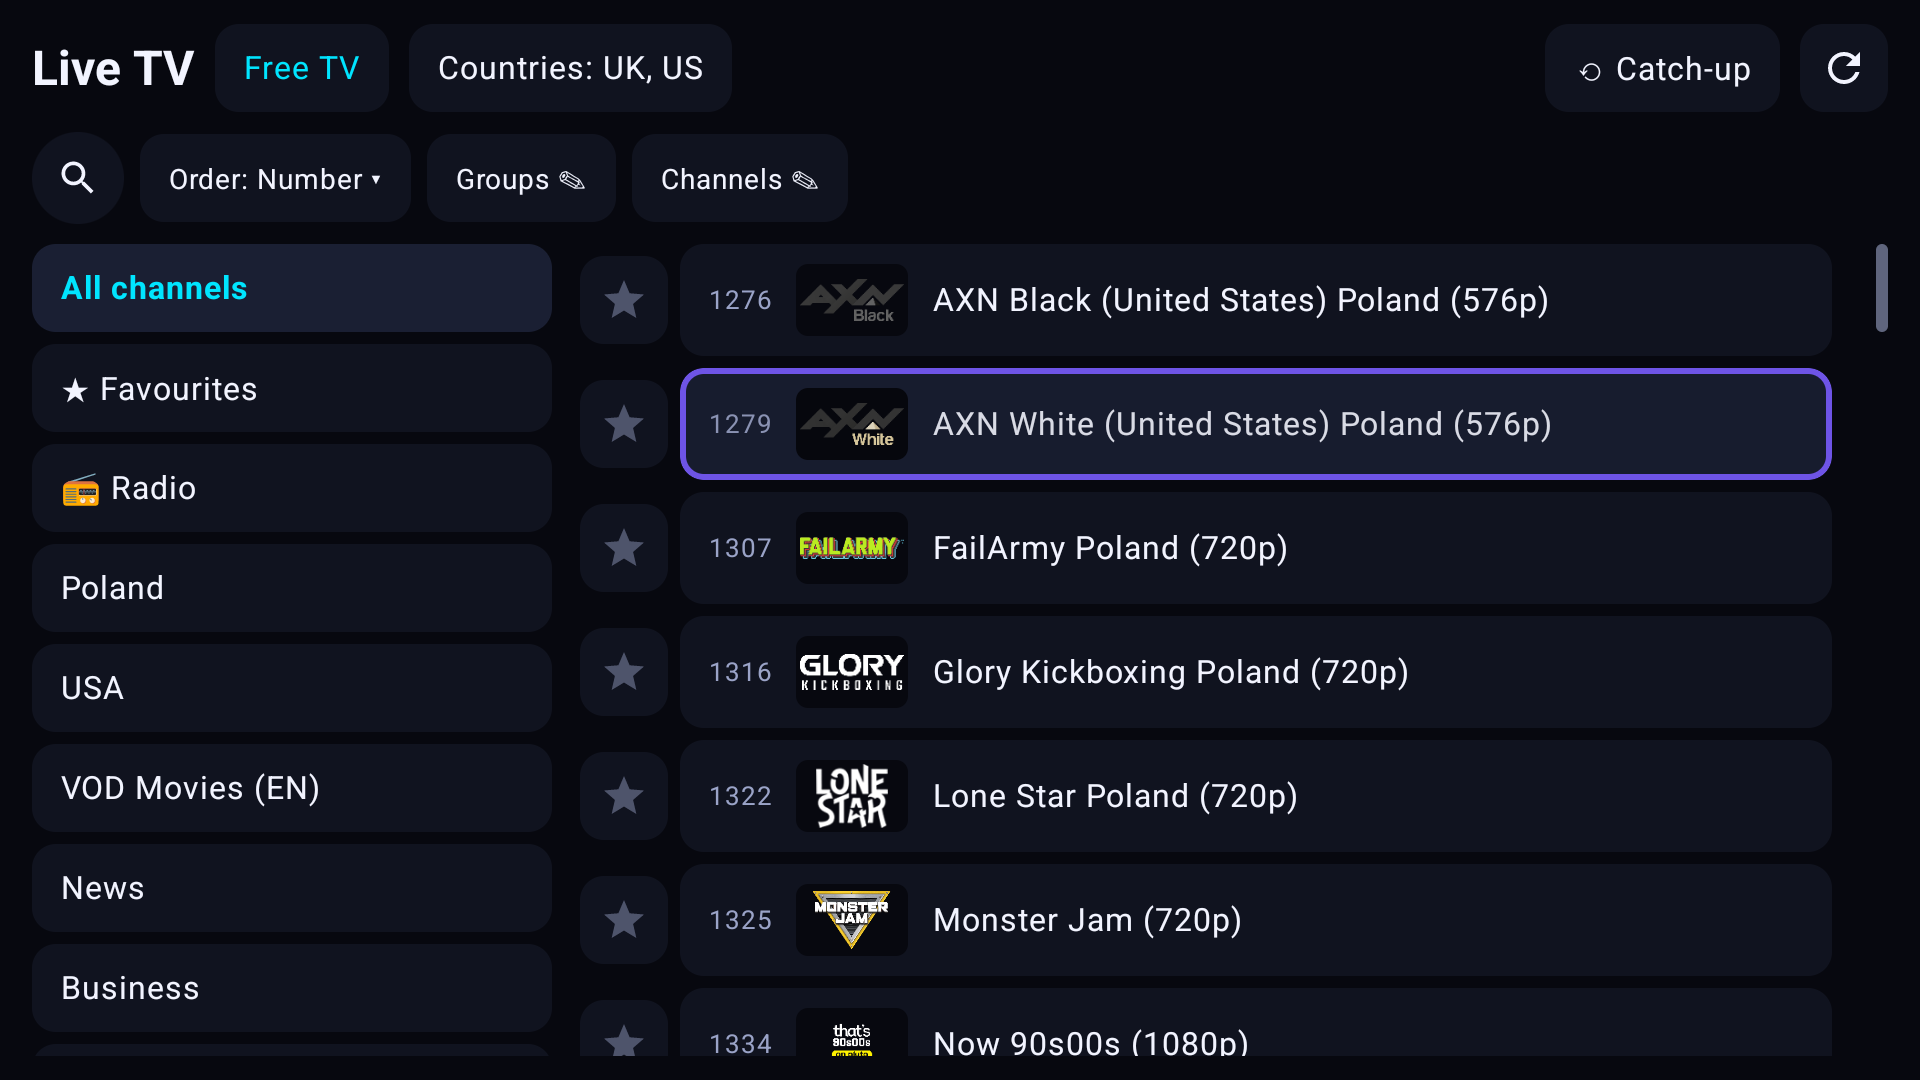 Live TV
Free TV
Countries: UK, US
Catch-up
Order: Number ▾
Groups ✎
Channels ✎
All channels
★ Favourites
📻 Radio
Poland
USA
VOD Movies (EN)
News
Business
1276
AXN
Black
AXN Black (United States) Poland (576p)
1279
AXN
White
AXN White (United States) Poland (576p)
1307
FAILARMY
FailArmy Poland (720p)
1316
GLORY
KICKBOXING
Glory Kickboxing Poland (720p)
1322
LONE
STAR
Lone Star Poland (720p)
1325
MONSTER
JAM
Monster Jam (720p)
1334
that's
90s00s
Now 90s00s (1080p)